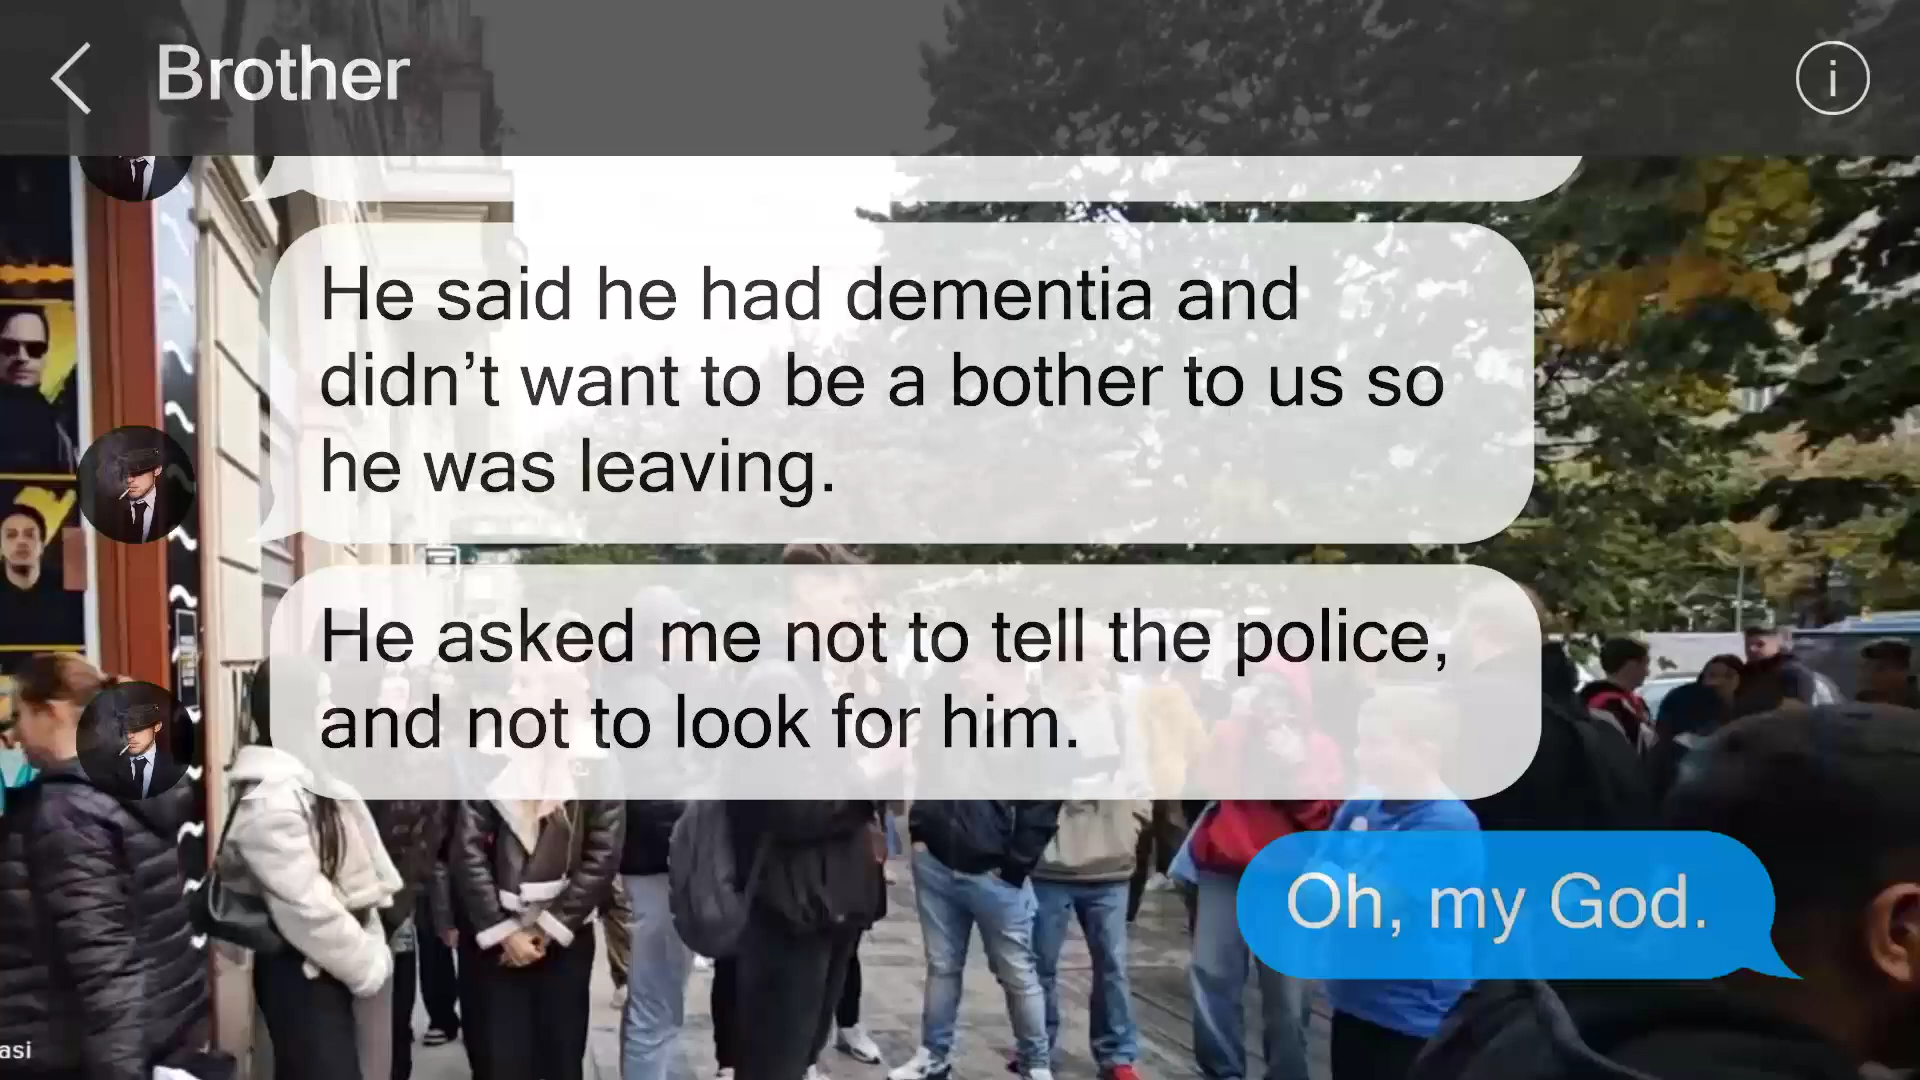 Brother
He said he had dementia and
didn’t want to be a bother to us so
he was leaving.
He asked me not to tell the police,
and not to look for him.
Oh, my God.
asi